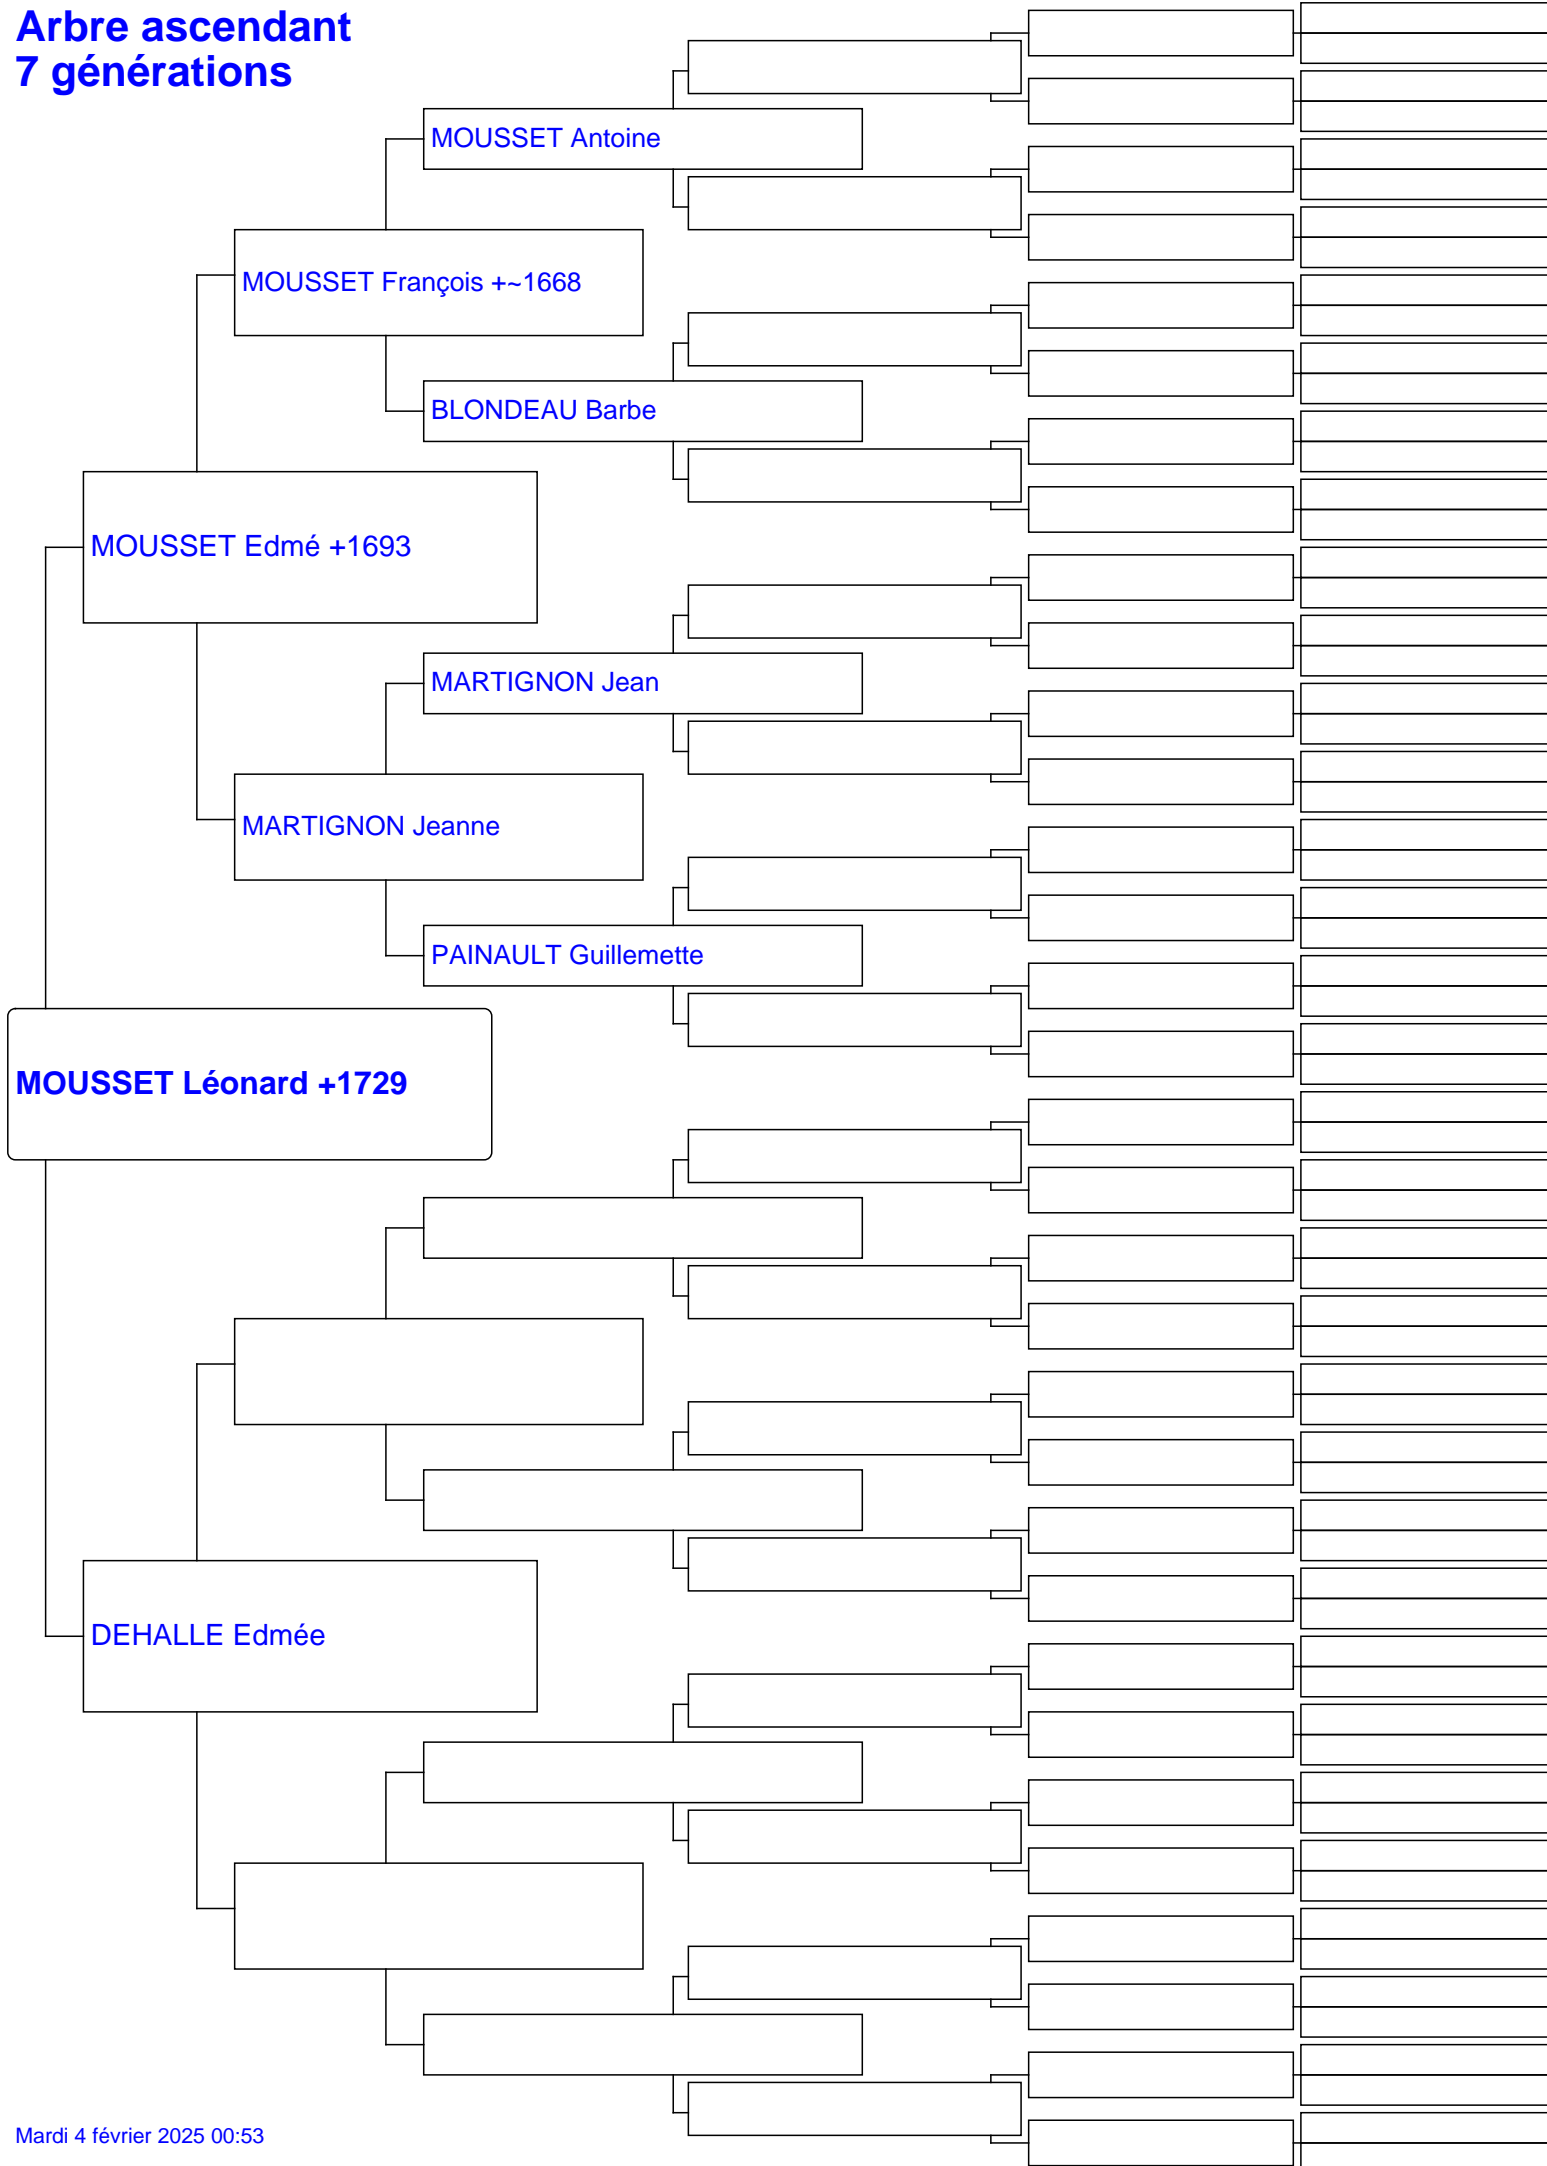 Arbre ascendant
7 générations
MOUSSET Antoine
MOUSSET François +~1668
BLONDEAU Barbe
MOUSSET Edmé +1693
MARTIGNON Jean
MARTIGNON Jeanne
PAINAULT Guillemette
MOUSSET Léonard +1729
DEHALLE Edmée
Mardi 4 février 2025 00:53